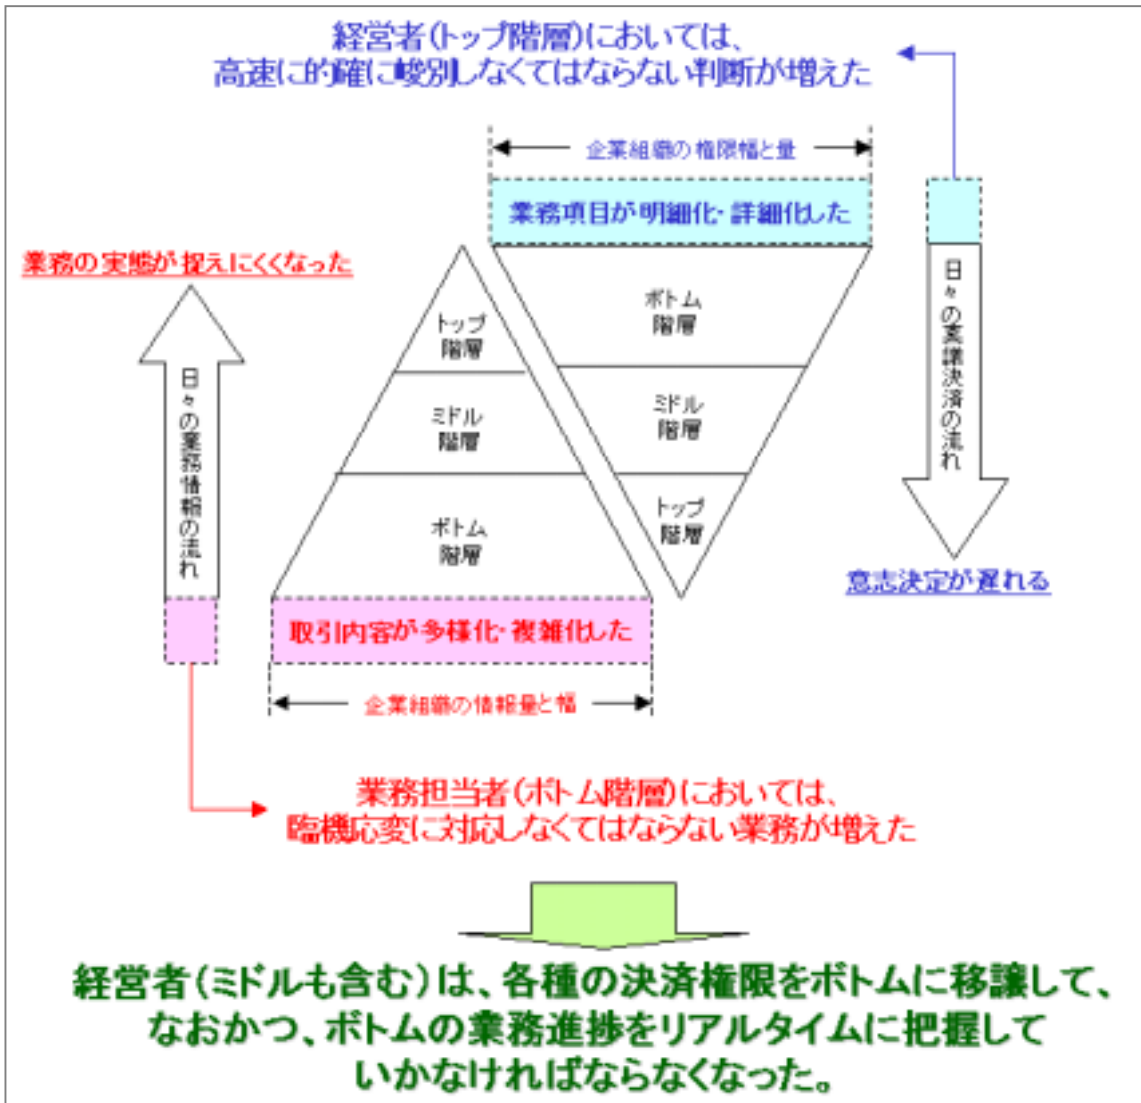 経営者(トップ階層)においては、
高速に的確に峻別しなくてはならない判断が増えた
企業組織の権限幅と量
業務項目が明細化・詳細化した
業務の実態が捉えにくくなった
トップ
階層
ミドル
階層
ボトム
階層
ボトム
階層
ミドル
階層
トップ
階層
日々の業務情報の流れ
日々の稟議決済の流れ
意志決定が遅れる
取引内容が多様化・複雑化した
企業組織の情報量と幅
業務担当者(ボトム階層)においては、
臨機応変に対応しなくてはならない業務が増えた
経営者(ミドルも含む)は、各種の決済権限をボトムに移譲して、
なおかつ、ボトムの業務進捗をリアルタイムに把握して
いかなければならなくなった。